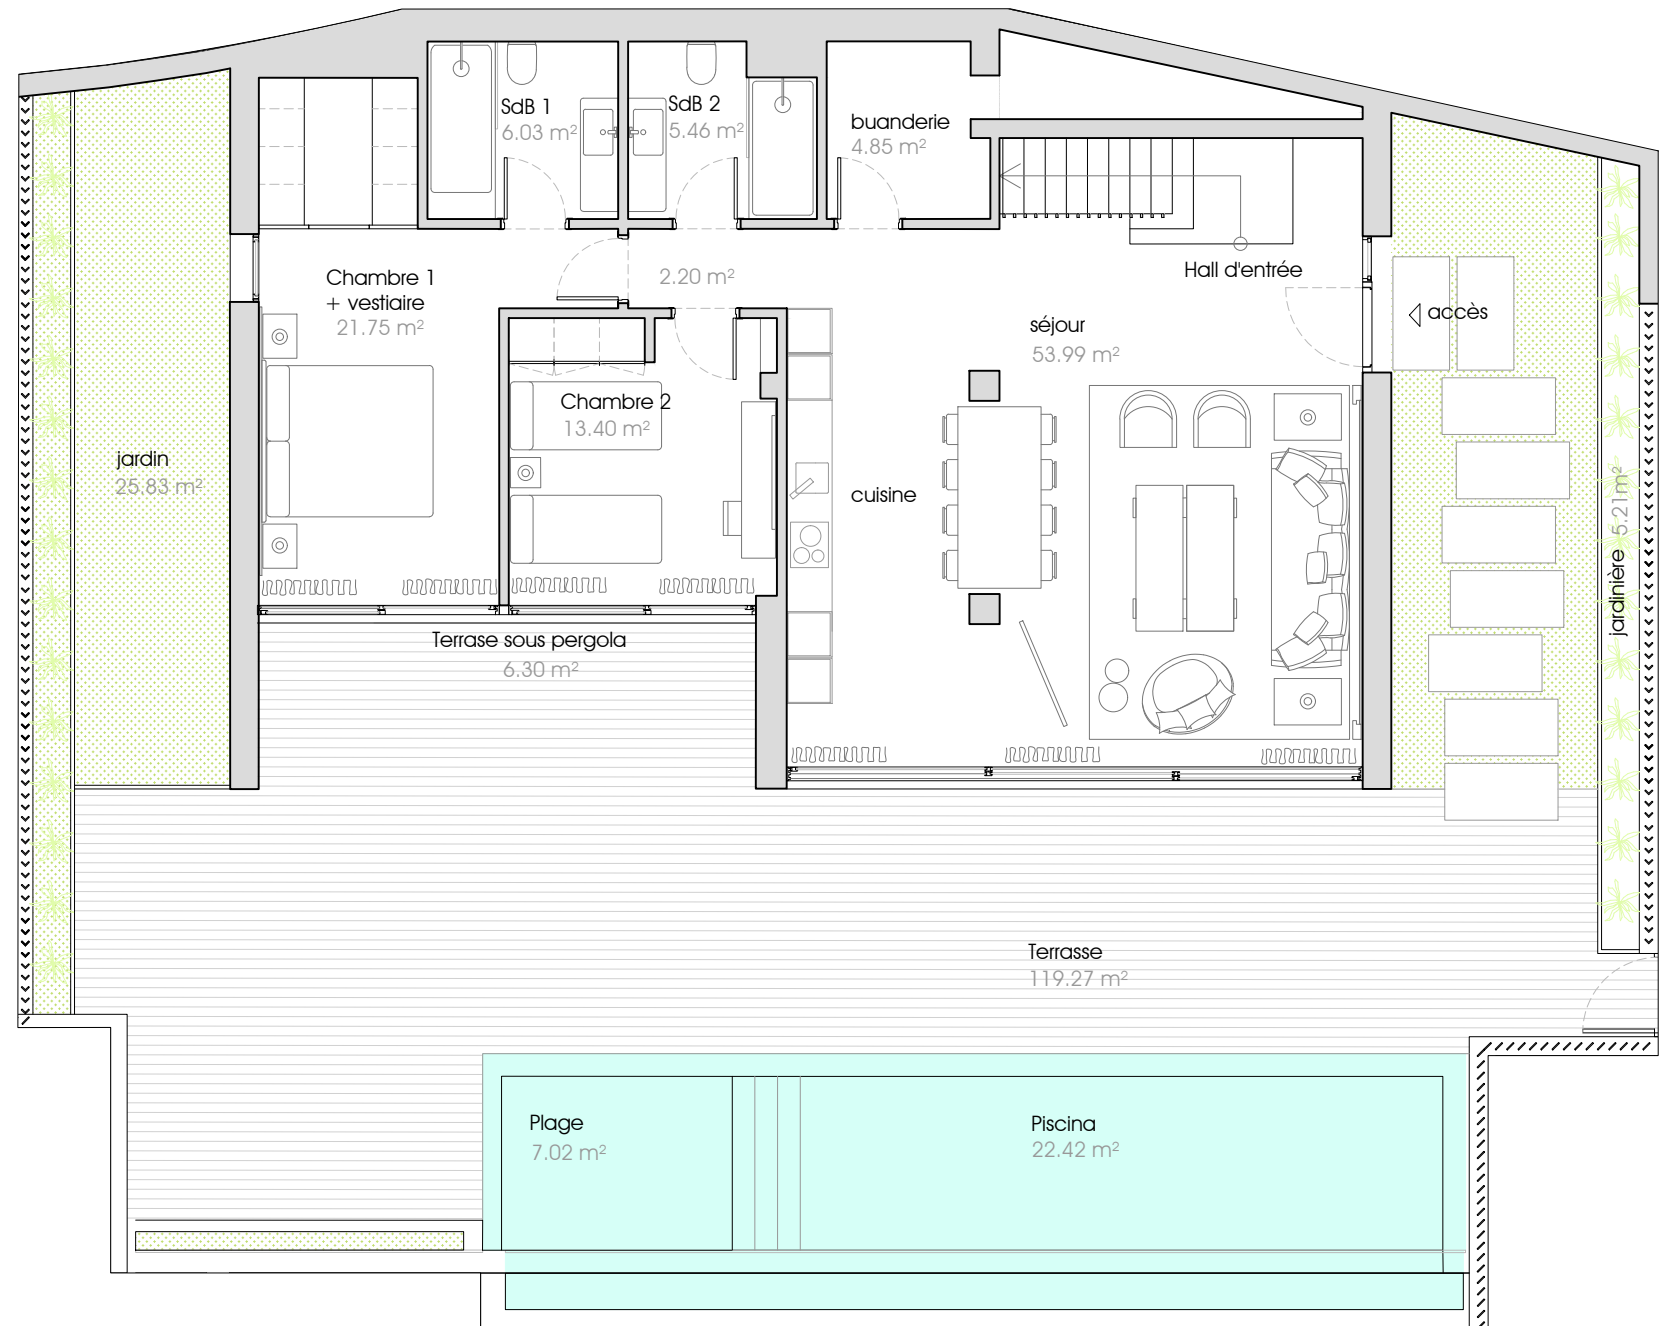 SdB 1
6.03 m²
SdB 2
5.46 m²
buanderie
4.85 m²
Chambre 1
+ vestiaire
21.75 m²
2.20 m²
Hall d'entrée
accès
séjour
53.99 m²
Chambre 2
13.40 m²
jardin
25.83 m²
cuisine
jardinière 5.21m²
Terrase sous pergola
6.30 m²
Terrasse
119.27 m²
Plage
7.02 m²
Piscina
22.42 m²